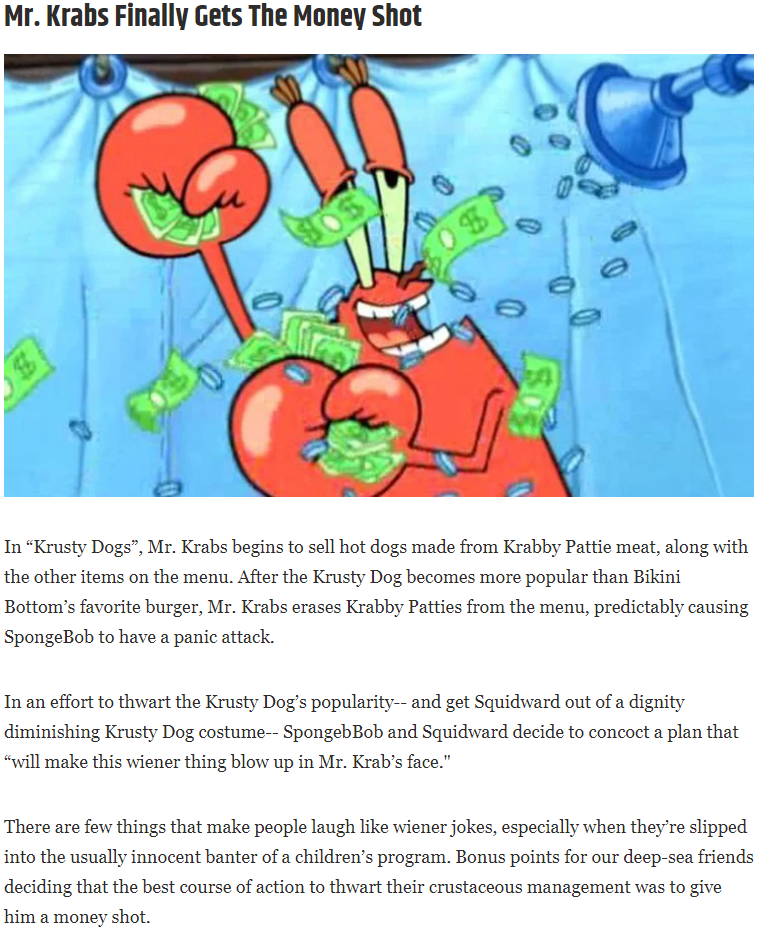 Mr. Krabs Finally Gets The Money Shot
$
$
$
$
$
$
$
In “Krusty Dogs”, Mr. Krabs begins to sell hot dogs made from Krabby Pattie meat, along with
the other items on the menu. After the Krusty Dog becomes more popular than Bikini
Bottom’s favorite burger, Mr. Krabs erases Krabby Patties from the menu, predictably causing
SpongeBob to have a panic attack.
In an effort to thwart the Krusty Dog’s popularity-- and get Squidward out of a dignity
diminishing Krusty Dog costume-- SpongebBob and Squidward decide to concoct a plan that
“will make this wiener thing blow up in Mr. Krab’s face."
There are few things that make people laugh like wiener jokes, especially when they’re slipped
into the usually innocent banter of a children’s program. Bonus points for our deep-sea friends
deciding that the best course of action to thwart their crustaceous management was to give
him a money shot.